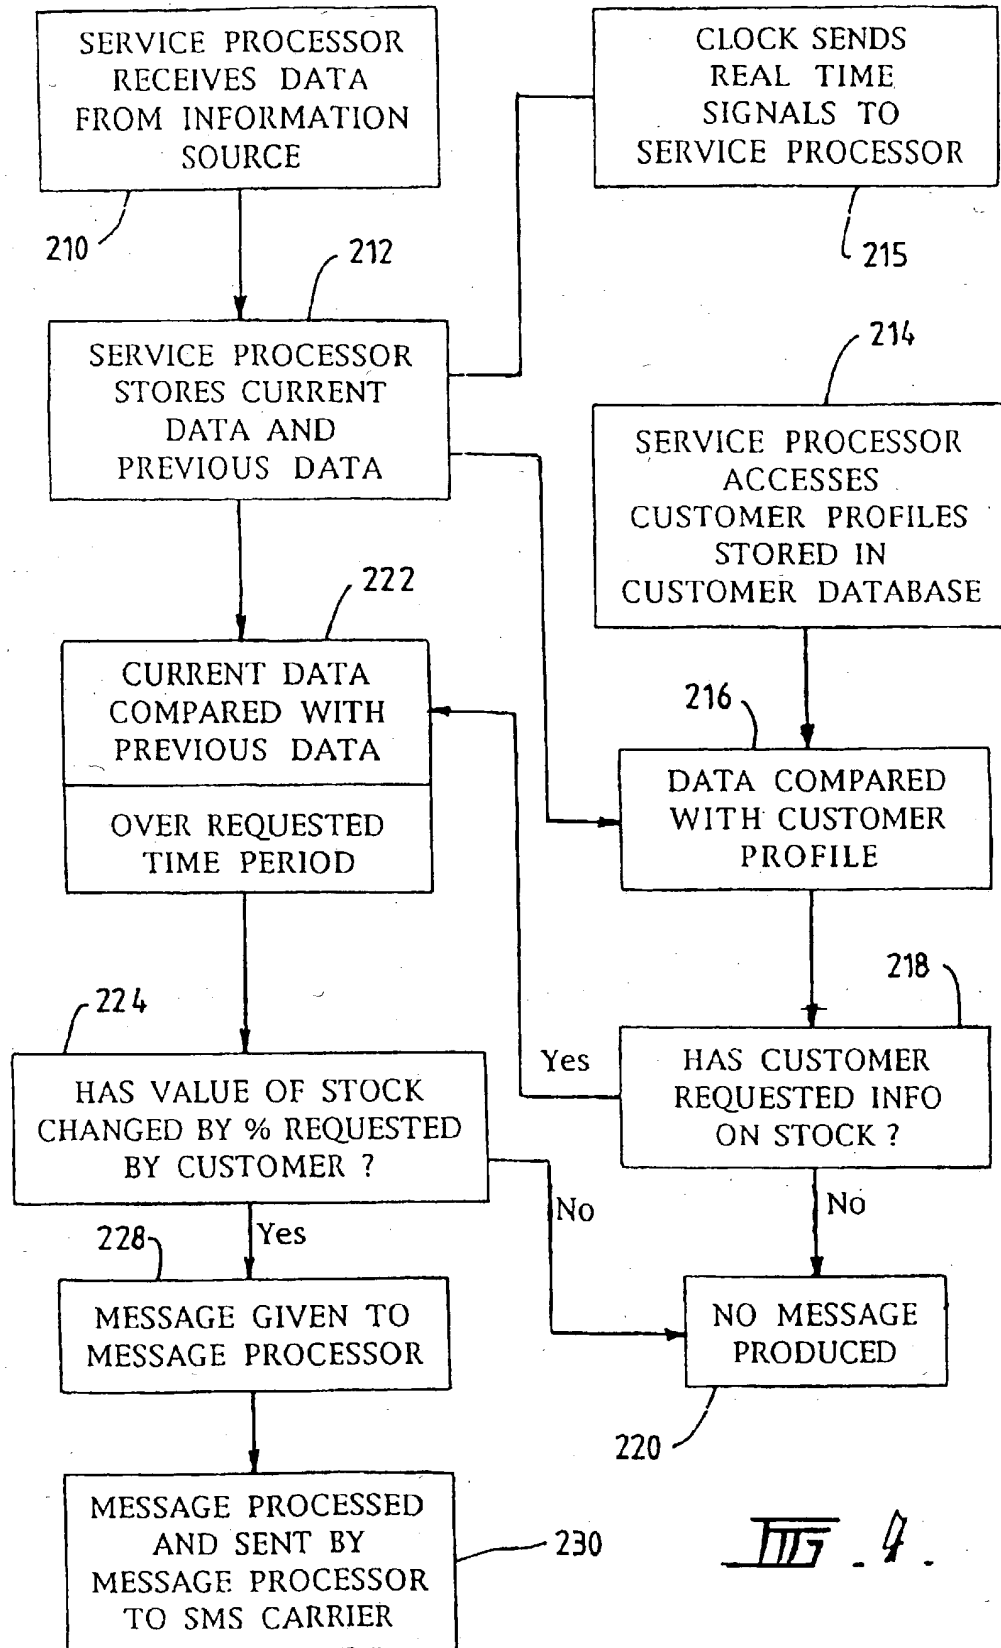 SERVICE PROCESSOR
RECEIVES DATA
FROM INFORMATION
SOURCE
210
CLOCK SENDS
REAL TIME
SIGNALS TO
SERVICE PROCESSOR
215
212
SERVICE PROCESSOR
STORES CURRENT
DATA AND
PREVIOUS DATA
214
SERVICE PROCESSOR
ACCESSES
CUSTOMER PROFILES
STORED IN
CUSTOMER DATABASE
222
CURRENT DATA
COMPARED WITH
PREVIOUS DATA
OVER REQUESTED
TIME PERIOD
216
DATA COMPARED
WITH CUSTOMER
PROFILE
218
HAS CUSTOMER
REQUESTED INFO
ON STOCK ?
Yes
No
224
HAS VALUE OF STOCK
CHANGED BY % REQUESTED
BY CUSTOMER ?
Yes
No
228
MESSAGE GIVEN TO
MESSAGE PROCESSOR
NO MESSAGE
PRODUCED
220
MESSAGE PROCESSED
AND SENT BY
MESSAGE PROCESSOR
TO SMS CARRIER
230
FIG